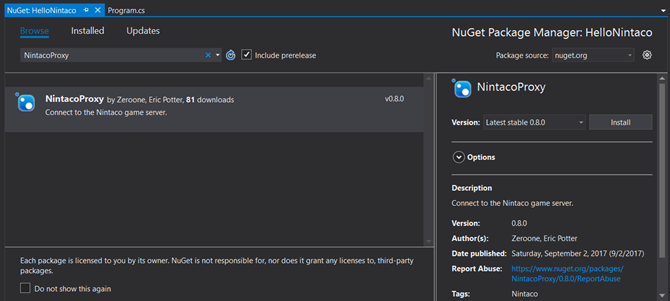 NuGet: HelloNintaco Program.cs
Browse Installed Updates NuGet Package Manager: HelloNintaco
NintacoProxy Include prerelease Package source: nuget.org
NintacoProxy by Zeroone, Eric Potter, 81 downloads v0.8.0
Connect to the Nintaco game server.
Each package is licensed to you by its owner. NuGet is not responsible for, nor does it grant any licenses to, third-party
packages.
Do not show this again
NintacoProxy
Version: Latest stable 0.8.0 Install
Options
Description
Connect to the Nintaco game server.
Version: 0.8.0
Author(s): Zeroone, Eric Potter
Date published: Saturday, September 2, 2017 (9/2/2017)
Report Abuse: https://www.nuget.org/packages/
NintacoProxy/0.8.0/ReportAbuse
Tags: Nintaco